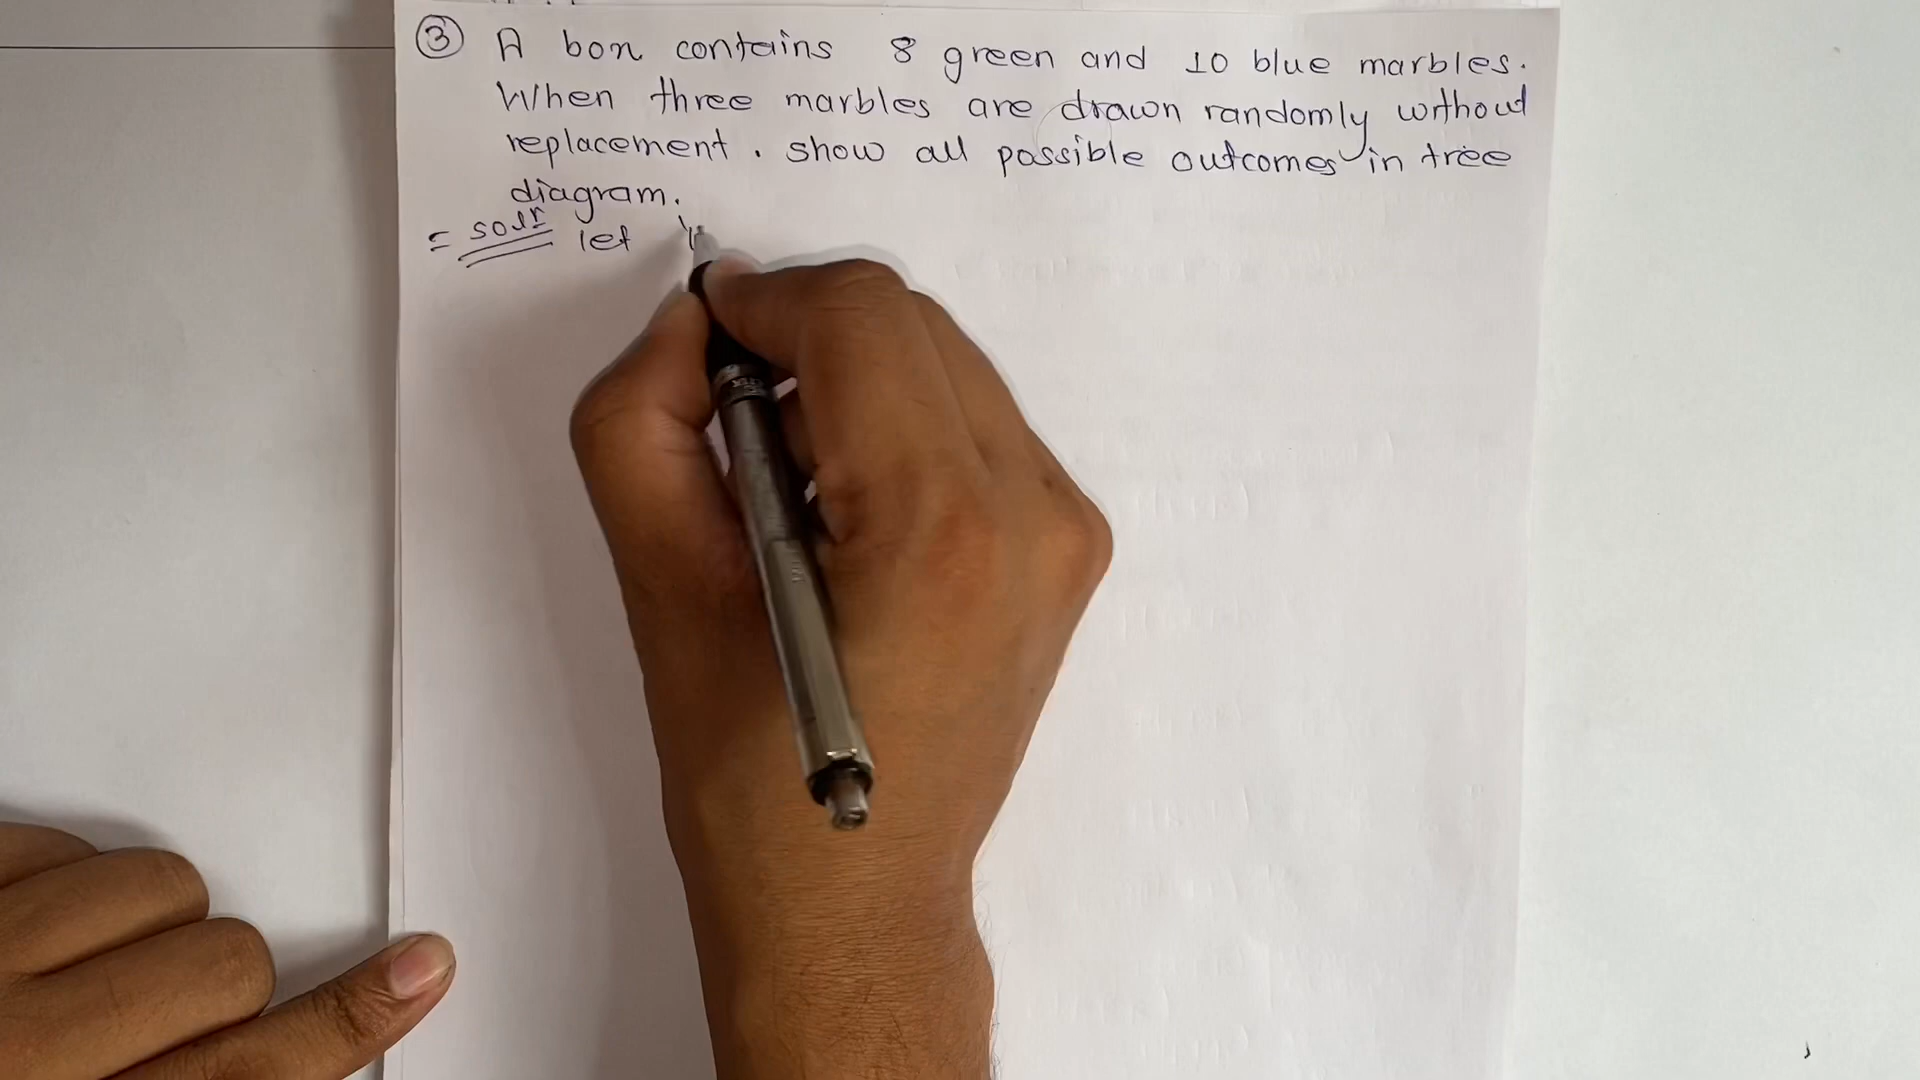 ③ A box contains 8 green and 10 blue marbles.
When three marbles are drawn randomly without
replacement. show all possible outcomes in tree
diagram.
= Solⁿ let